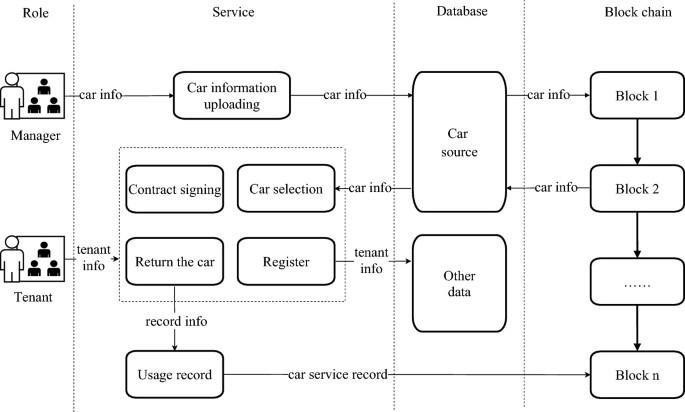 Role
Service
Database
Block chain
car info
Car information
uploading
car info
car info
Block 1
Manager
Car
source
Contract signing
Car selection
car info
car info
Block 2
tenant
info
Return the car
Register
tenant
info
Other
data
......
Tenant
record info
Usage record
car service record
Block n